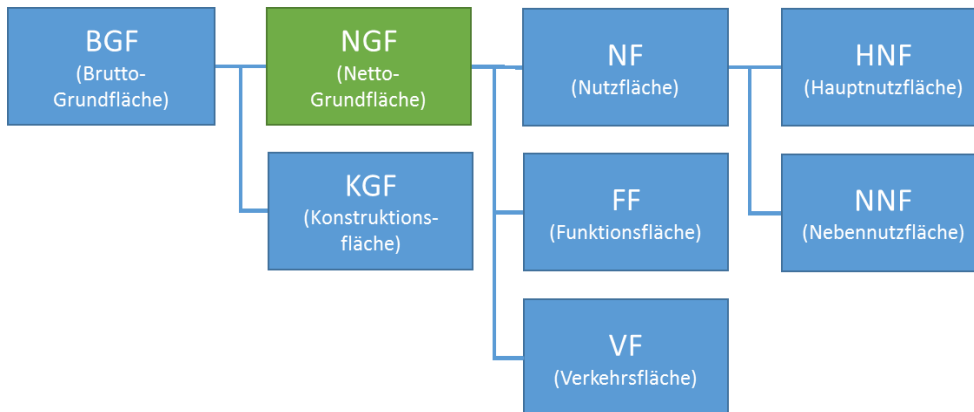 BGF
(Brutto-
Grundfläche)
NGF
(Netto-
Grundfläche)
NF
(Nutzfläche)
HNF
(Hauptnutzfläche)
KGF
(Konstruktions-
fläche)
FF
(Funktionsfläche)
NNF
(Nebennutzfläche)
VF
(Verkehrsfläche)